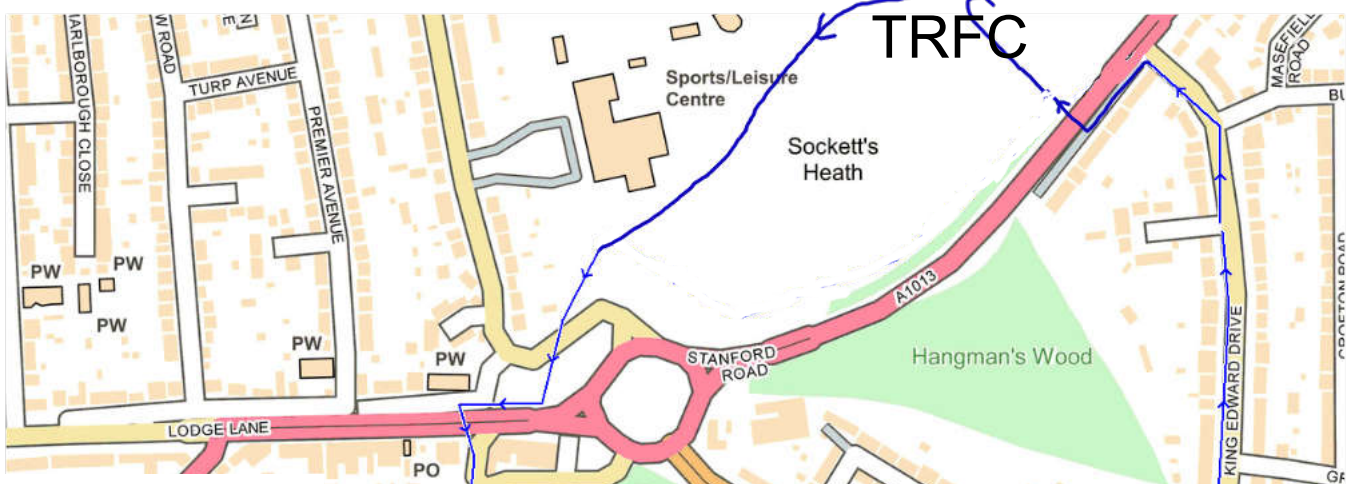 TRFC
MARLBOROUGH CLOSE
W ROAD
TURP AVENUE
PREMIER AVENUE
Sports/Leisure
Centre
Sockett's
Heath
MASEFIELD
ROAD
BU
PW
PW
PW
PW
PW
A1013
STANFORD
ROAD
Hangman's Wood
KING EDWARD DRIVE
CROFTON ROAD
LODGE LANE
PO